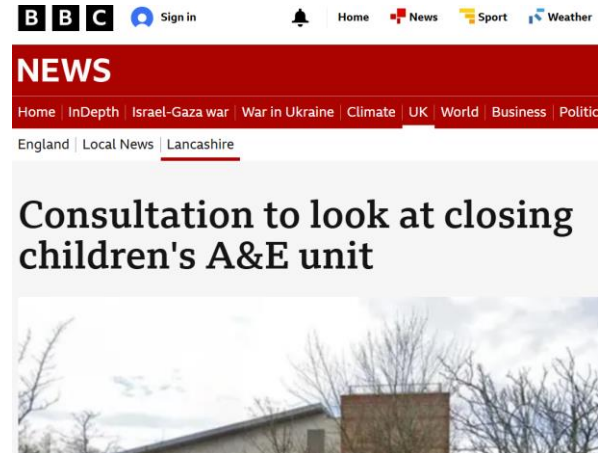 BBC Sign in Home News Sport Weather
NEWS
Home InDepth Israel-Gaza war War in Ukraine Climate UK World Business Politic
England Local News Lancashire
Consultation to look at closing
children's A&E unit